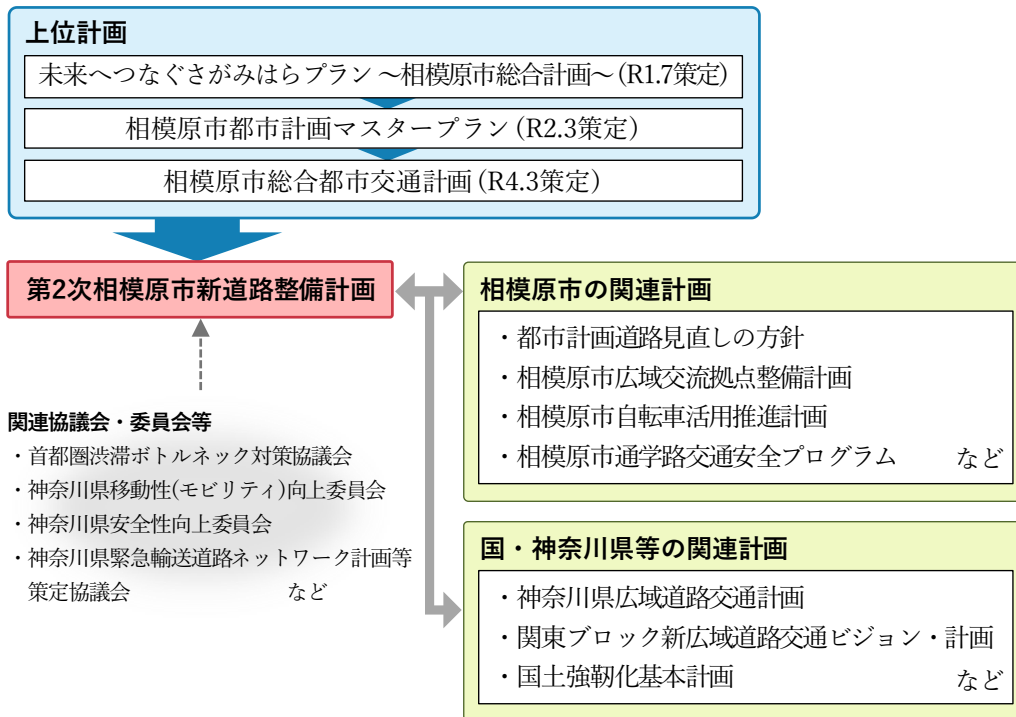 上位計画
未来へつなぐさがみはらプラン ～相模原市総合計画～ (R1.7策定)
相模原市都市計画マスタープラン (R2.3策定)
相模原市総合都市交通計画 (R4.3策定)
第2次相模原市新道路整備計画
関連協議会・委員会等
・首都圏渋滞ボトルネック対策協議会
・神奈川県移動性(モビリティ)向上委員会
・神奈川県安全性向上委員会
・神奈川県緊急輸送道路ネットワーク計画等
策定協議会 など
相模原市の関連計画
・都市計画道路見直しの方針
・相模原市広域交流拠点整備計画
・相模原市自転車活用推進計画
・相模原市通学路交通安全プログラム など
国・神奈川県等の関連計画
・神奈川県広域道路交通計画
・関東ブロック新広域道路交通ビジョン・計画
・国土強靭化基本計画 など